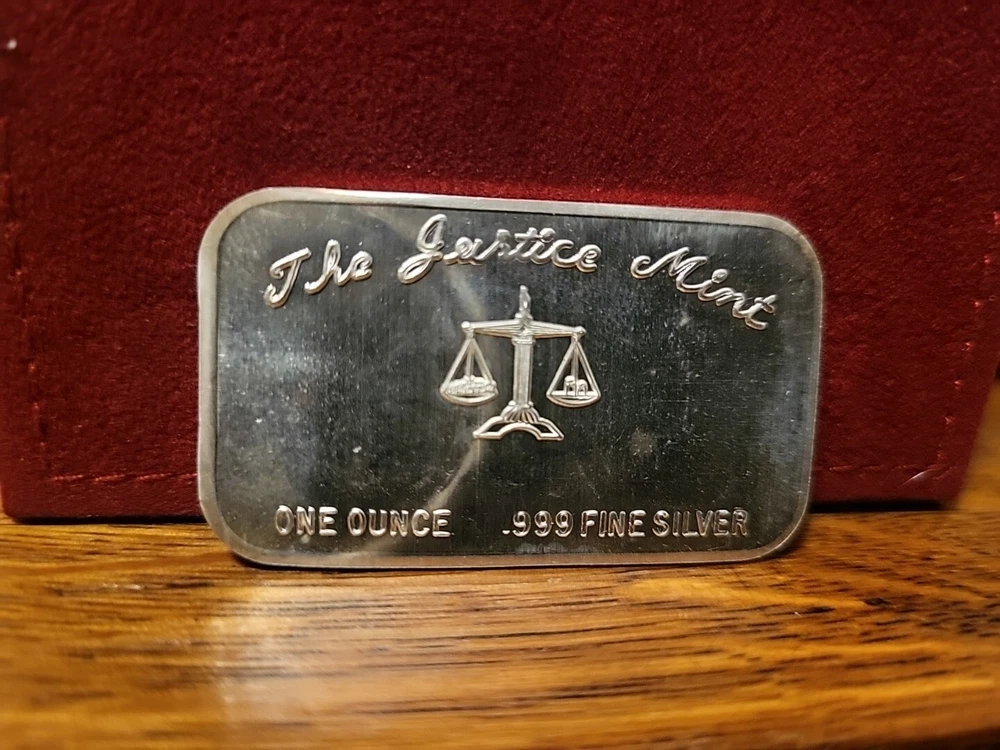 The Justice Mint
ONE OUNCE .999 FINE SILVER